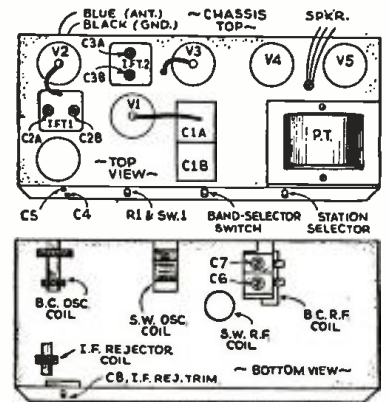 BLUE (ANT.)
BLACK (GND.)
~CHASSIS TOP~
SPKR.
C3A
V2
I.F.T.2
V3
V4
V5
C3B
V1
C2A
I.F.T.1
C2B
C1A
C1B
P.T.
~TOP VIEW~
C5
C4
R1 & SW.1
BAND-SELECTOR SWITCH
STATION SELECTOR
C7
C6
B.C. OSC. COIL
S.W. OSC. COIL
S.W. R.F. COIL
B.C. R.F. COIL
I.F. REJECTOR COIL
~BOTTOM VIEW~
C8, I.F. REJ. TRIM.